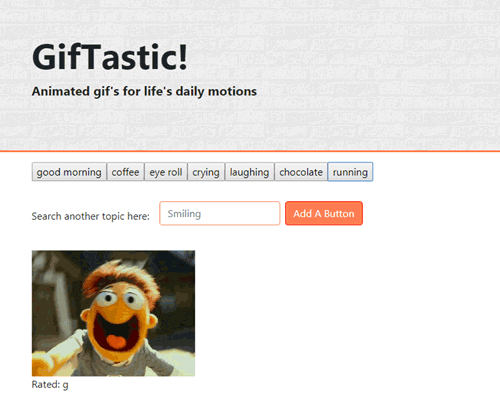 GifTastic!
Animated gif's for life's daily motions
good morning coffee eye roll crying laughing chocolate running
Search another topic here: Smiling Add A Button
Rated: g